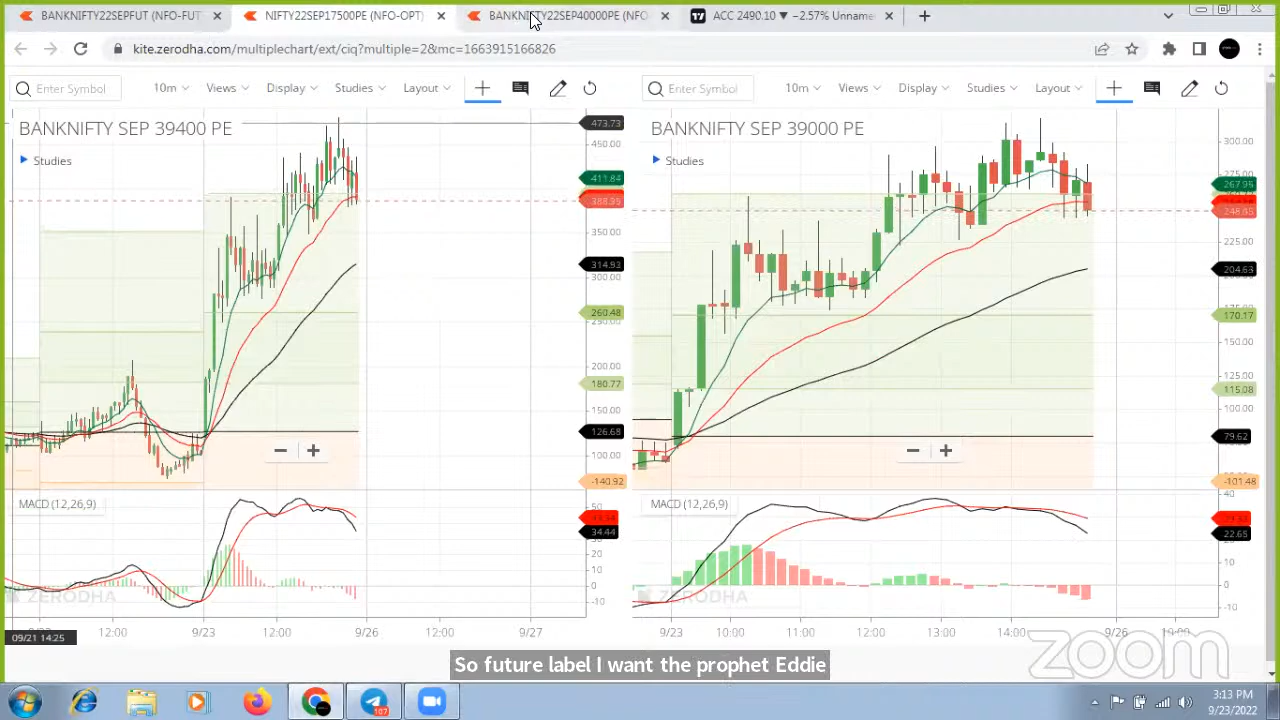 BANKNIFTY22SEPFUT (NFO-FUT
NIFTY22SEP17500PE (NFO-OPT)
BANKNIFTY22SEP40000PE (NFO
ACC 2490.10 ▼ −2.57% Unname
kite.zerodha.com/multiplechart/ext/ciq?multiple=2&mc=1663915166826
Enter Symbol 10m Views Display Studies Layout
Enter Symbol 10m Views Display Studies Layout
BANKNIFTY SEP 39400 PE
Studies
473.73
450.00
411.84
388.95
350.00
314.93
300.00
260.48
250.00
200.00
180.77
150.00
126.68
100.00
-140.92
MACD (12,26,9)
50
34.44
20
10
0
-10
ZERODHA
09/21 14:25
12:00 9/23 12:00 9/26 12:00 9/27
BANKNIFTY SEP 39000 PE
Studies
300.00
275.00
267.95
248.65
225.00
204.63
170.17
150.00
125.00
115.08
100.00
79.62
-101.48
MACD (12,26,9)
40
22.65
10
0
-10
ZERODHA
9/23 10:00 11:00 12:00 13:00 14:00 9/26
zoom
So future label I want the prophet Eddie
107
3:13 PM
9/23/2022